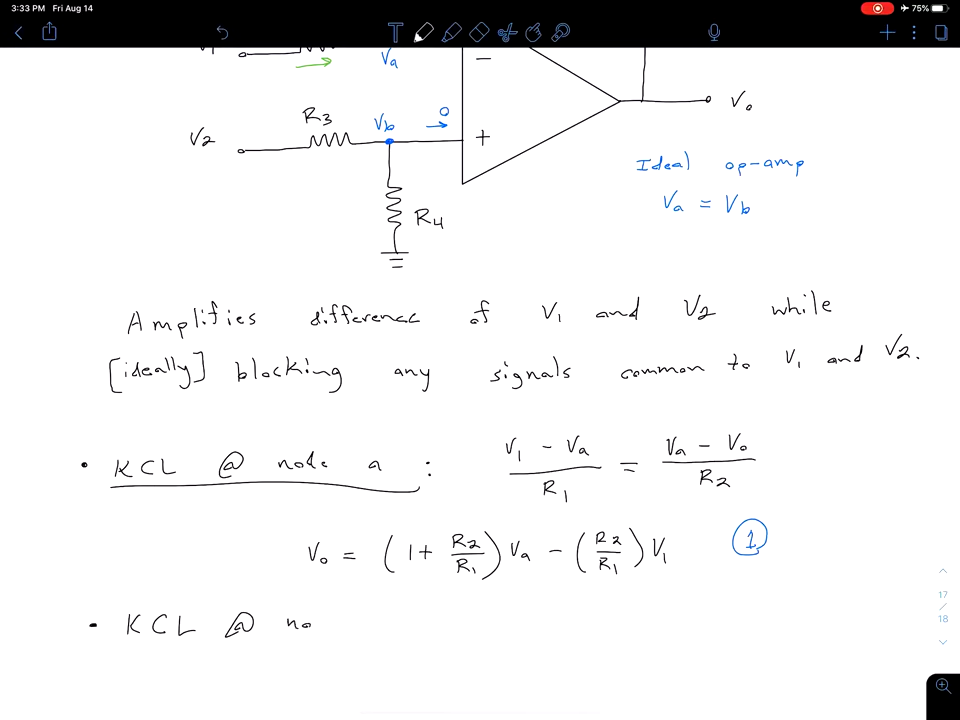 3:33 PM Fri Aug 14
75%
Va
−
R3
Vb
0
V2
+
Vo
Ideal op-amp
Va = Vb
R4
Amplifies difference of V1 and V2 while
[ideally] blocking any signals common to V1 and V2.
• KCL @ node a : (V1 − Va)/R1 = (Va − Vo)/R2
Vo = (1 + R2/R1) Va − (R2/R1) V1 ①
• KCL @ no
17
/
18